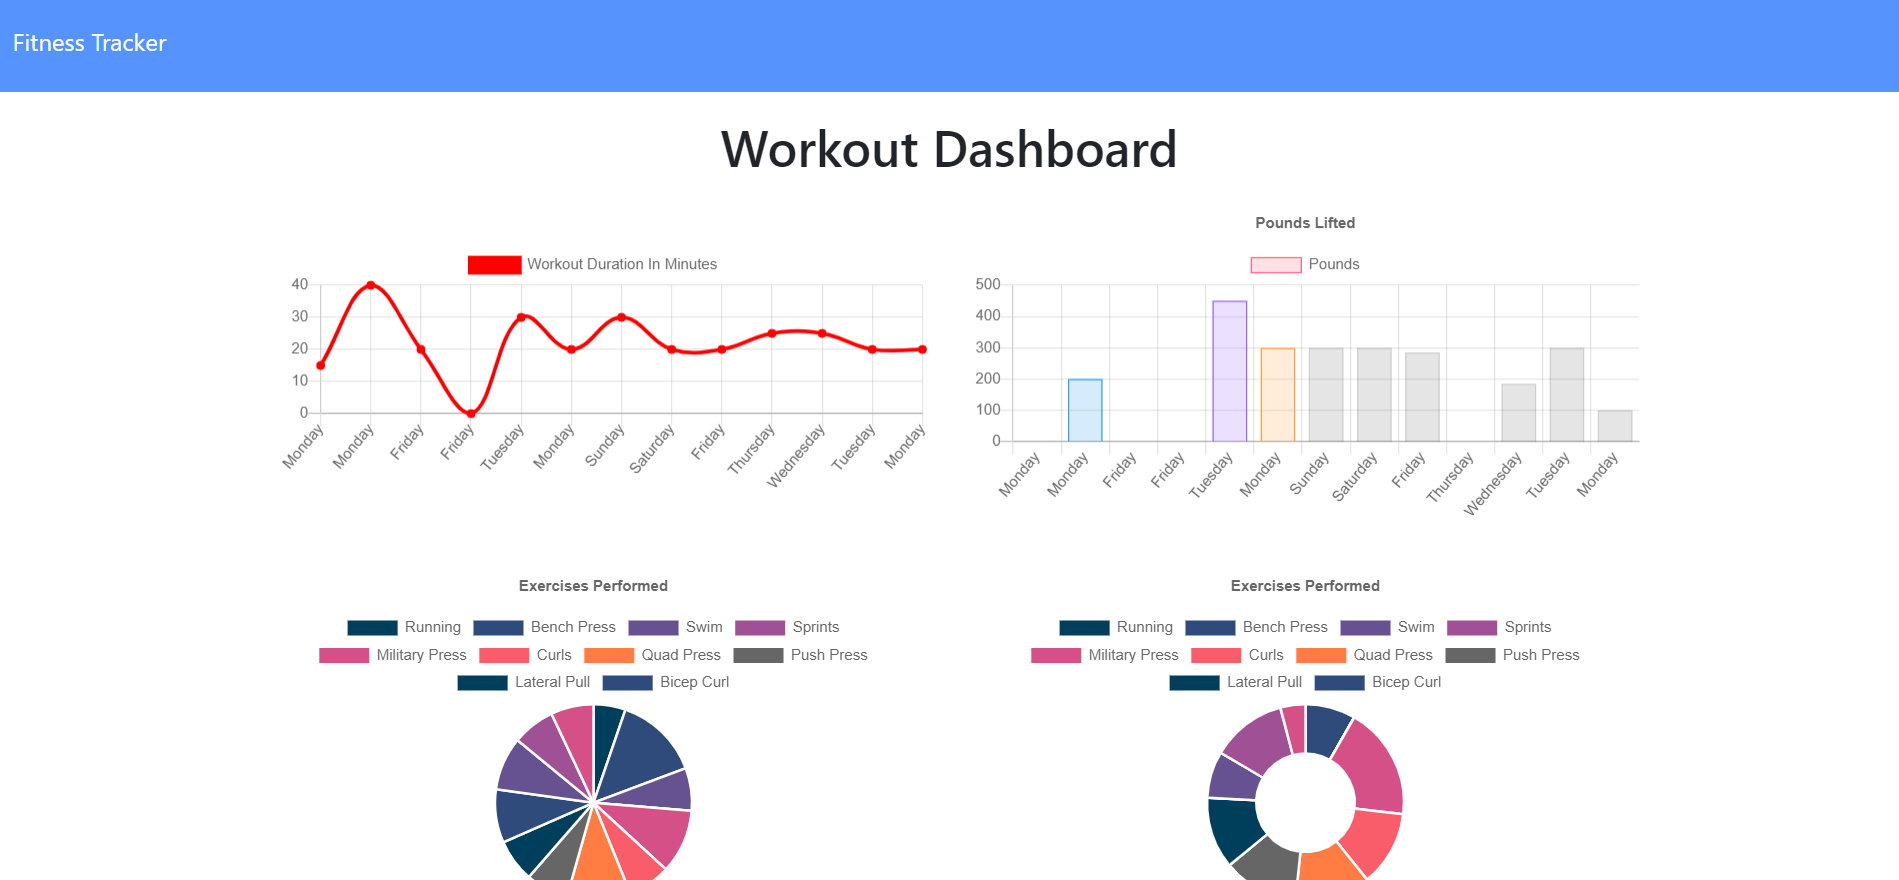 Fitness Tracker
Workout Dashboard
Workout Duration In Minutes
40
30
20
10
0
Monday
Monday
Friday
Friday
Tuesday
Monday
Sunday
Saturday
Friday
Thursday
Wednesday
Tuesday
Monday
Pounds Lifted
Pounds
500
400
300
200
100
0
Monday
Monday
Friday
Friday
Tuesday
Monday
Sunday
Saturday
Friday
Thursday
Wednesday
Tuesday
Monday
Exercises Performed
Running Bench Press Swim Sprints
Military Press Curls Quad Press Push Press
Lateral Pull Bicep Curl
Exercises Performed
Running Bench Press Swim Sprints
Military Press Curls Quad Press Push Press
Lateral Pull Bicep Curl